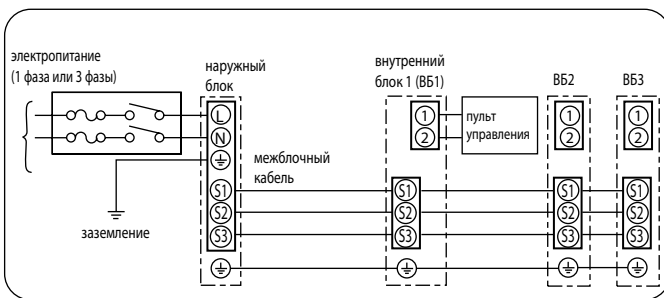 электропитание
(1 фаза или 3 фазы)
наружный
блок
внутренний
блок 1 (ВБ1)
ВБ2
ВБ3
L
N
1
2
пульт
управления
1
2
1
2
межблочный
кабель
заземление
S1
S2
S3
S1
S2
S3
S1
S2
S3
S1
S2
S3